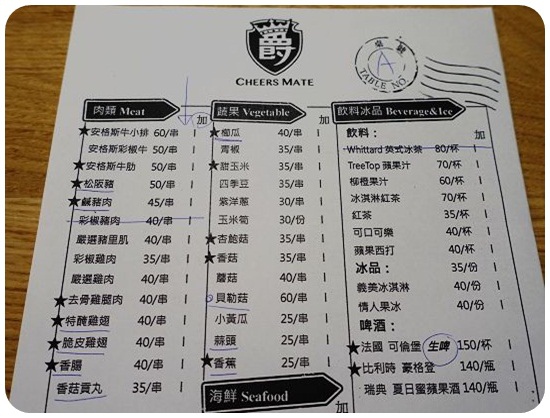 爵
CHEERS MATE
桌號
A
TABLE NO.
肉類 Meat
加
★安格斯牛小排 60/串
安格斯彩椒牛 50/串
★安格斯牛肋 50/串
★松阪豬 50/串
★鹹豬肉 45/串
彩椒豬肉 40/串
嚴選豬里肌 40/串
彩椒雞肉 35/串
嚴選雞肉 40/串
★去骨雞腿肉 40/串
★特醃雞翅 40/串
★脆皮雞翅 40/串
★香腸 40/串
香菇貢丸 35/串
蔬果 Vegetable
加
★櫛瓜 40/串
青椒 35/串
★甜玉米 35/串
四季豆 35/串
紫洋蔥 30/串
玉米筍 30/份
★杏鮑菇 35/串
★香菇 35/串
蘑菇 40/串
貝勒菇 60/串
小黃瓜 25/串
蒜頭 25/串
★香蕉 25/串
海鮮 Seafood
加
飲料冰品 Beverage&Ice
飲料： 加
Whittard 英式冰茶 80/杯
TreeTop 蘋果汁 70/杯
柳橙果汁 60/杯
冰淇淋紅茶 70/杯
紅茶 35/杯
可口可樂 40/杯
蘋果西打 40/杯
冰品： 35/份
義美冰淇淋 40/份
情人果冰 40/份
啤酒：
★法國 可倫堡 生啤 150/杯
★比利時 豪格登 140/瓶
瑞典 夏日蜜蘋果酒 140/瓶